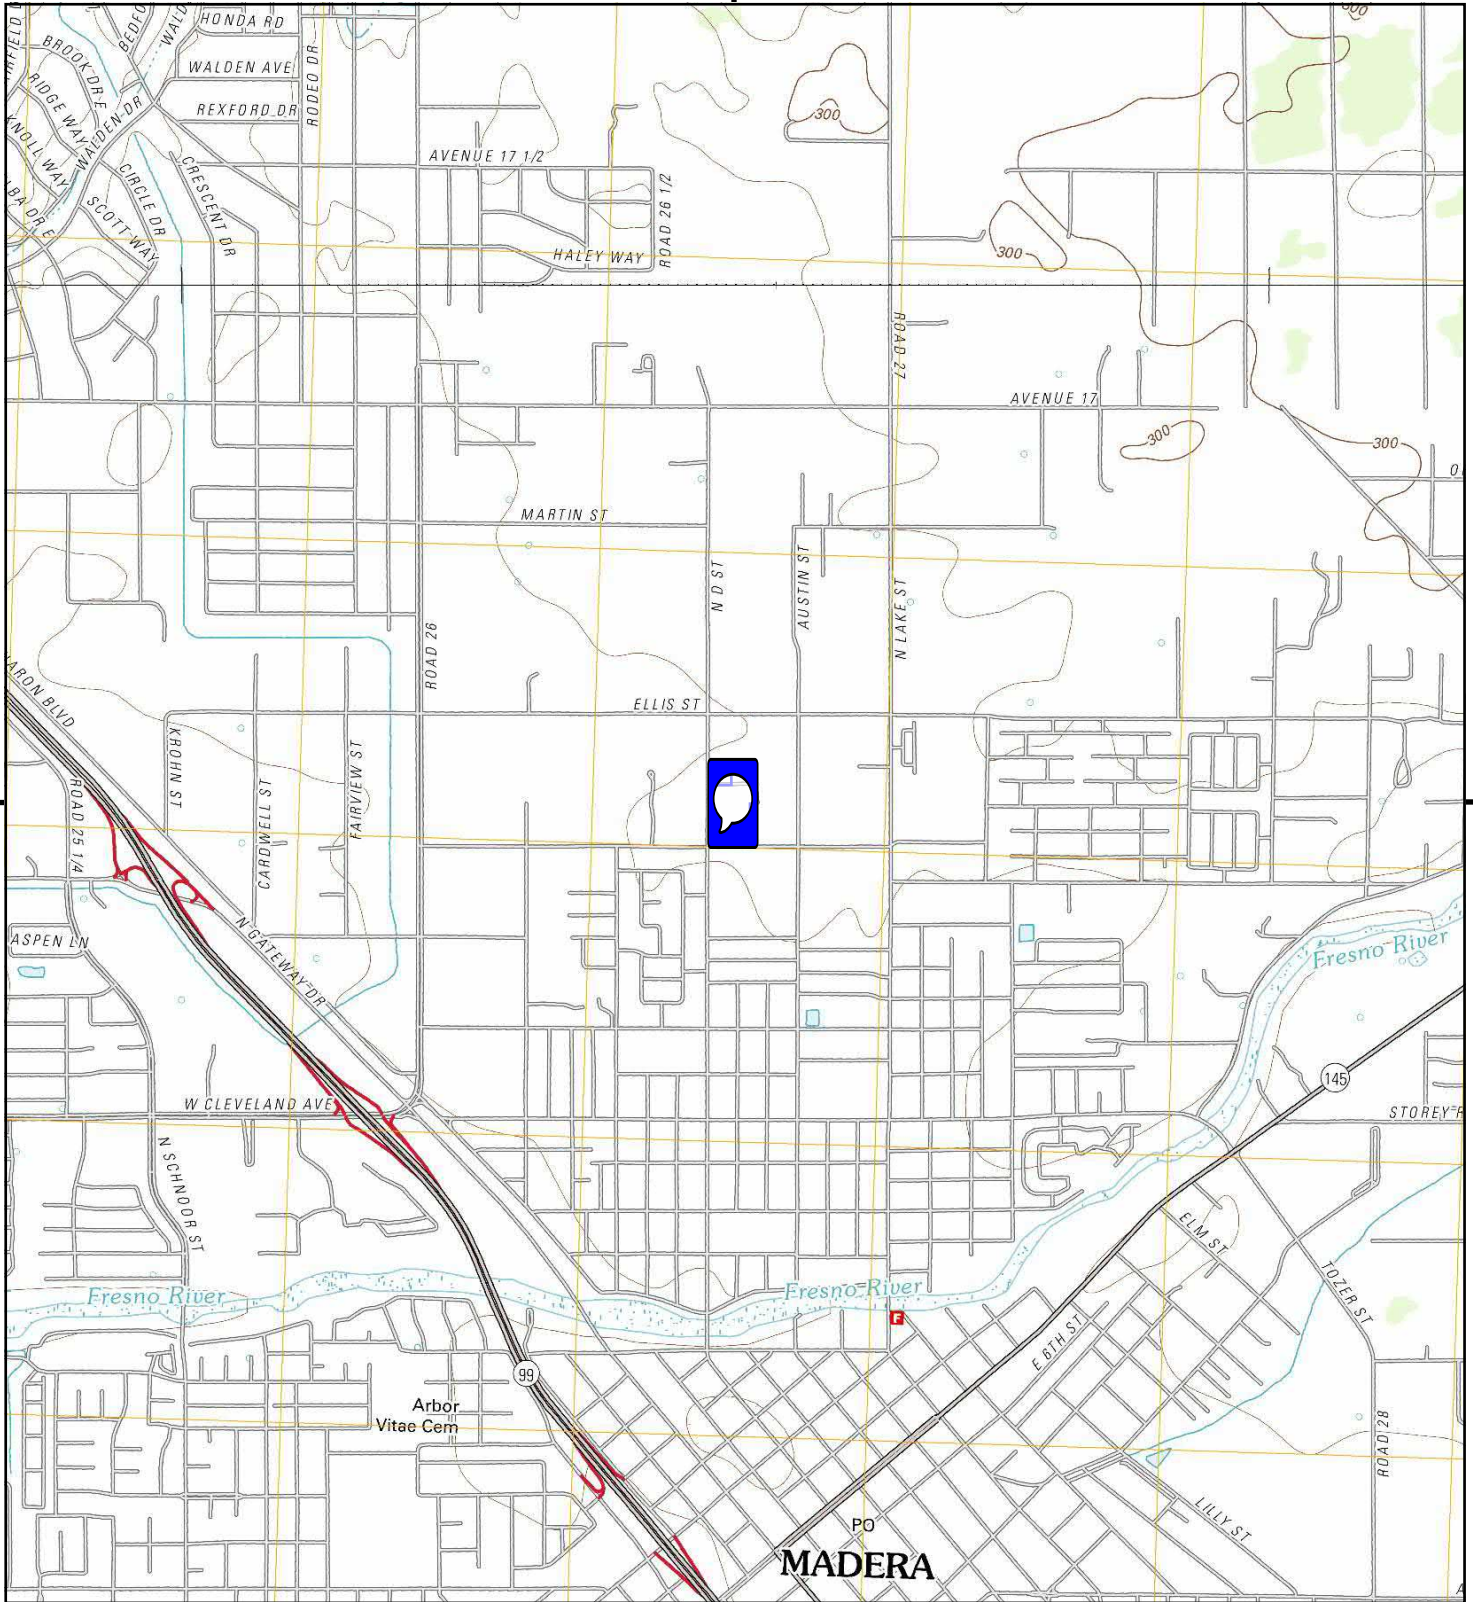 HONDA RD
300
WALDEN AVE
BROOK DR E
RODEO DR
REXFORD DR
RIDGE WAY
WALDEN DR
300
AVENUE 17 1/2
KNOLL WAY
CIRCLE DR
CRESCENT DR
SCOTT WAY
ROAD 26 1/2
HALEY WAY
300
ROAD 27
AVENUE 17
300
300
MARTIN ST
N D ST
AUSTIN ST
N LAKE ST
ROAD 26
ELLIS ST
KROHN ST
CARDWELL ST
FAIRVIEW ST
ROAD 25 1/4
ASPEN LN
N GATEWAY DR
Fresno River
145
W CLEVELAND AVE
N SCHNOOR ST
ELM ST
TOZER ST
Fresno River
Fresno River
F
E 6TH ST
99
Arbor
Vitae Cem
ROAD 28
LILLY ST
PO
MADERA